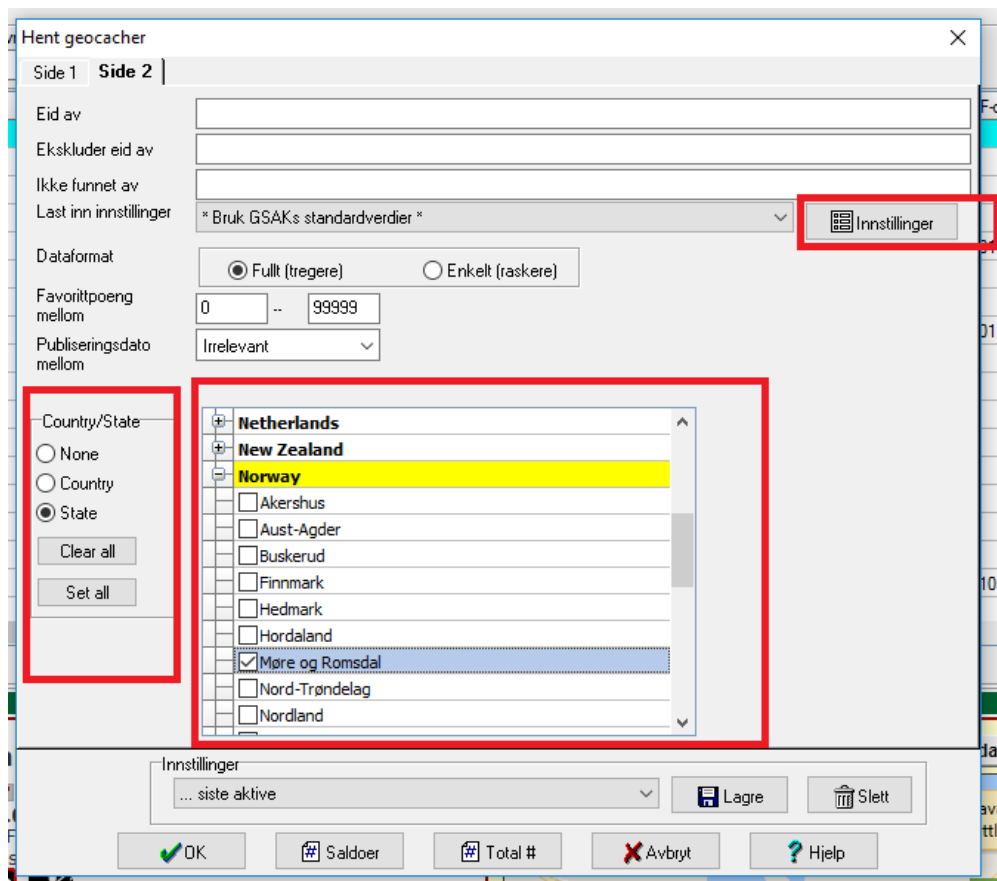 Hent geocacher
Side 1 Side 2
Eid av
Ekskluder eid av
Ikke funnet av
Last inn innstillinger * Bruk GSAKs standardverdier * Innstillinger
Dataformat Fullt (tregere) Enkelt (raskere)
Favorittpoeng
mellom 0 -- 99999
Publiseringsdato
mellom Irrelevant
Country/State
None
Country
State
Clear all
Set all
Netherlands
New Zealand
Norway
Akershus
Aust-Agder
Buskerud
Finnmark
Hedmark
Hordaland
Møre og Romsdal
Nord-Trøndelag
Nordland
Innstillinger
... siste aktive Lagre Slett
OK Saldoer Total # Avbryt Hjelp